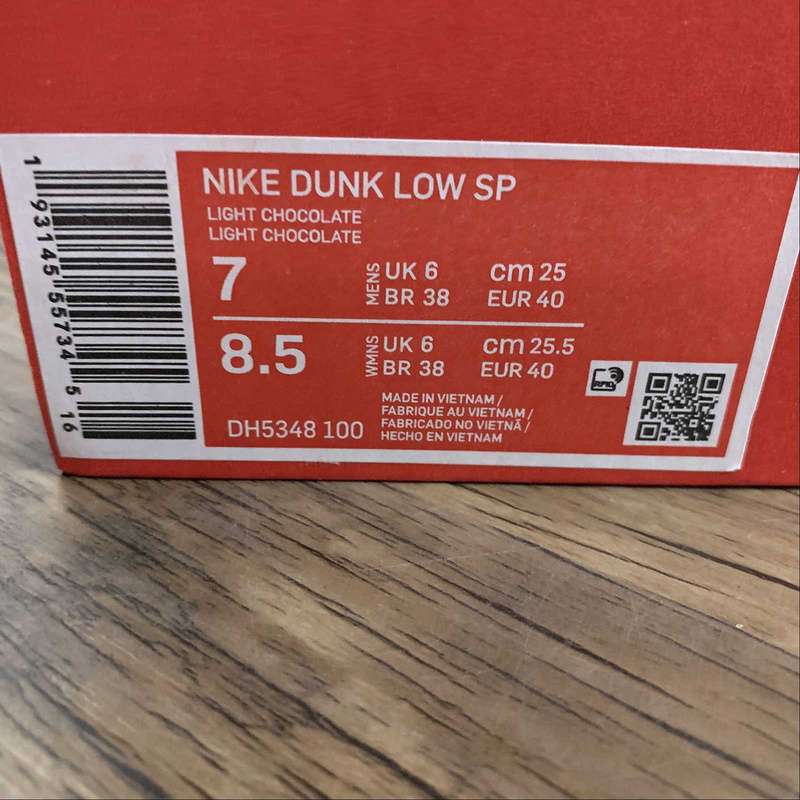 1 93145 55734 5 16
NIKE DUNK LOW SP
LIGHT CHOCOLATE
LIGHT CHOCOLATE
7 MENS UK 6 cm 25
BR 38 EUR 40
8.5 WMNS UK 6 cm 25.5
BR 38 EUR 40
DH5348 100
MADE IN VIETNAM /
FABRIQUE AU VIETNAM /
FABRICADO NO VIETNÃ /
HECHO EN VIETNAM